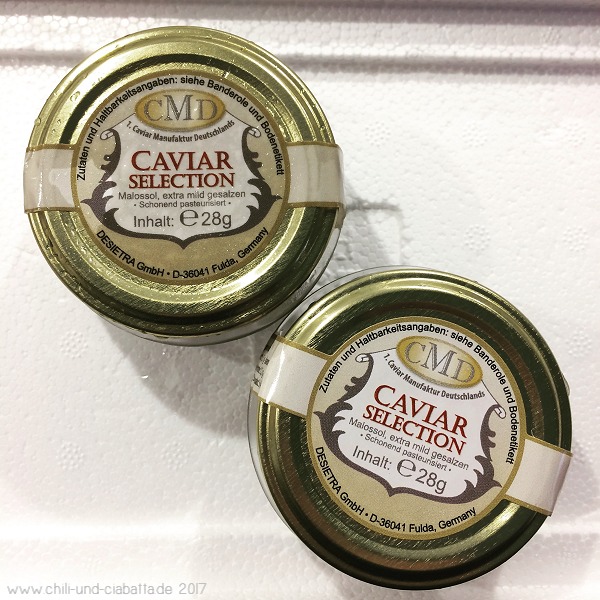 Zutaten und Haltbarkeitsangaben: siehe Banderole und Bodenetikett
CMD
1. Caviar Manufaktur Deutschlands
CAVIAR
SELECTION
Malossol, extra mild gesalzen
• Schonend pasteurisiert •
Inhalt: ℮ 28g
DESIETRA GmbH • D-36041 Fulda, Germany
Zutaten und Haltbarkeitsangaben: siehe Banderole und Bodenetikett
CMD
1. Caviar Manufaktur Deutschlands
CAVIAR
SELECTION
Malossol, extra mild gesalzen
• Schonend pasteurisiert •
Inhalt: ℮ 28g
DESIETRA GmbH • D-36041 Fulda, Germany
www.chili-und-ciabatta.de 2017